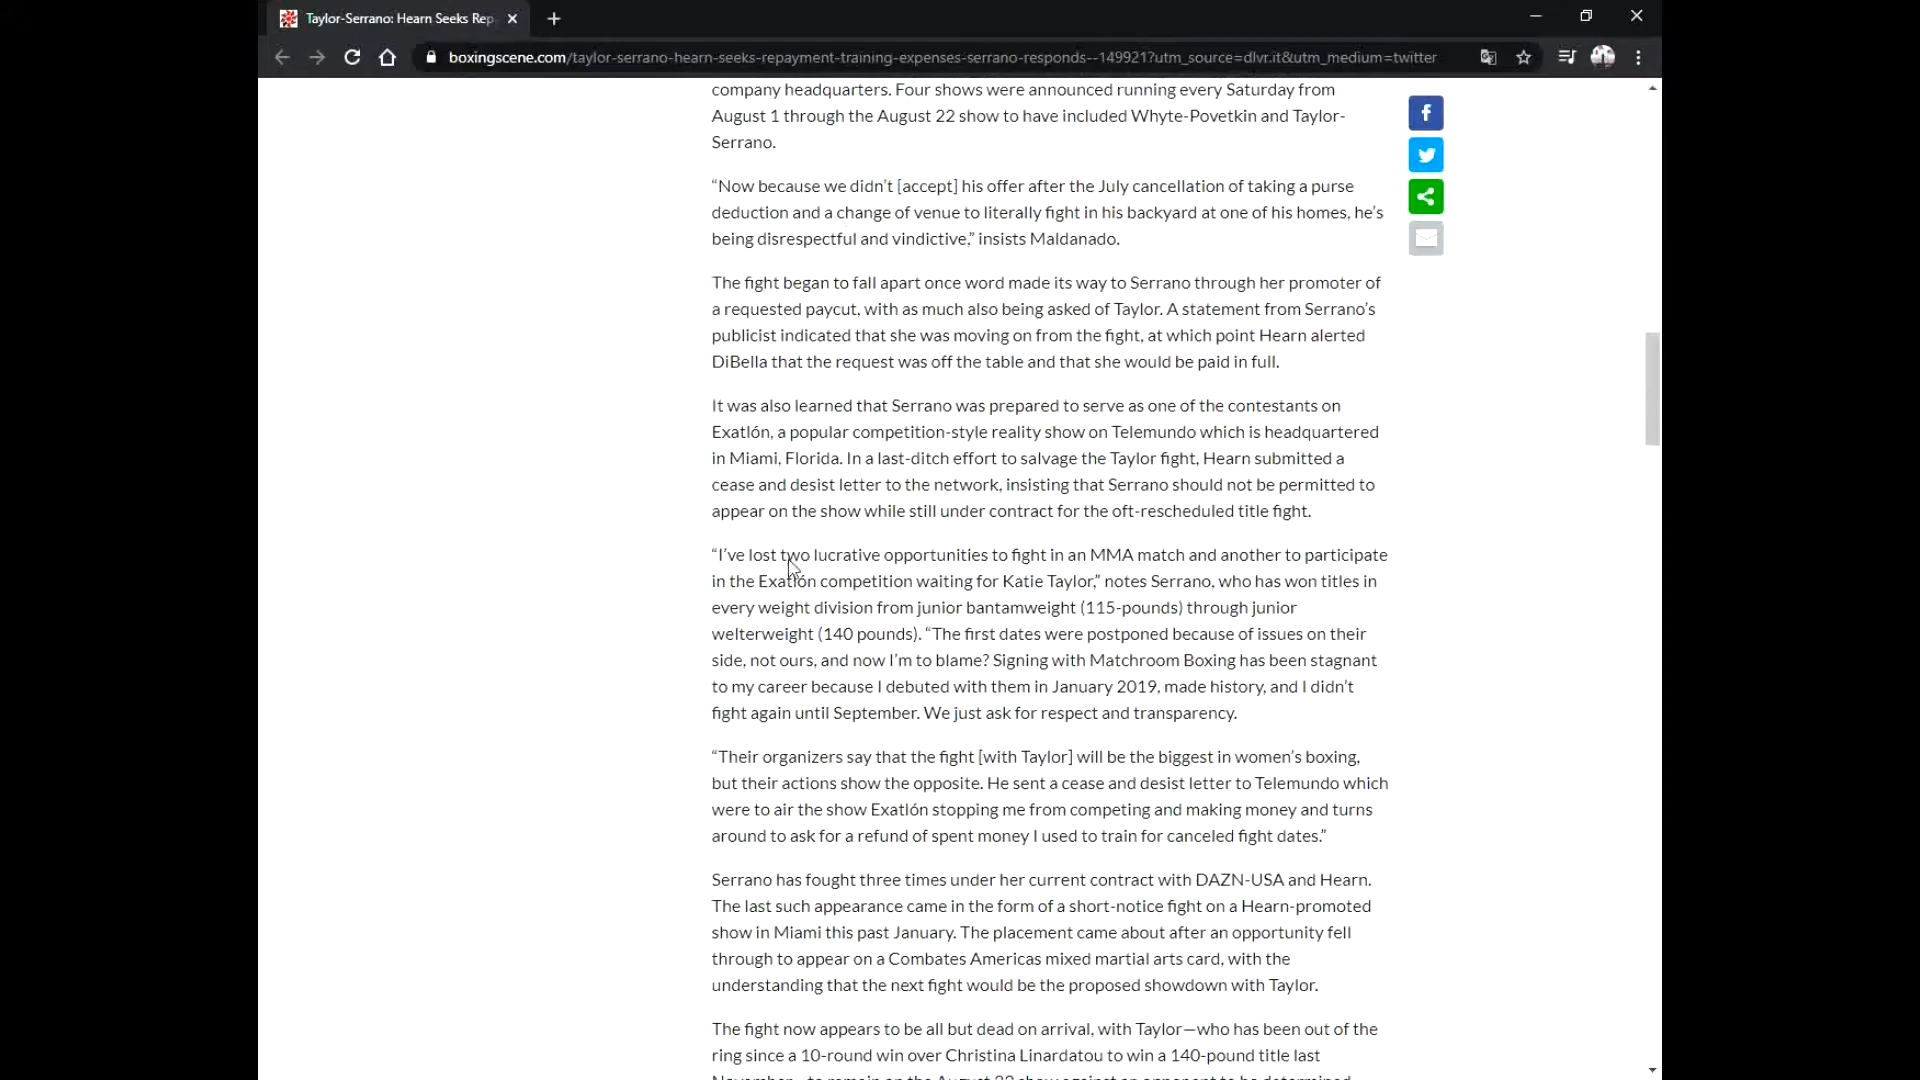 Taylor-Serrano: Hearn Seeks Rep
boxingscene.com/taylor-serrano-hearn-seeks-repayment-training-expenses-serrano-responds--149921?utm_source=dlvr.it&utm_medium=twitter
company headquarters. Four shows were announced running every Saturday from
August 1 through the August 22 show to have included Whyte-Povetkin and Taylor-
Serrano.
“Now because we didn’t [accept] his offer after the July cancellation of taking a purse
deduction and a change of venue to literally fight in his backyard at one of his homes, he’s
being disrespectful and vindictive,” insists Maldanado.
The fight began to fall apart once word made its way to Serrano through her promoter of
a requested paycut, with as much also being asked of Taylor. A statement from Serrano’s
publicist indicated that she was moving on from the fight, at which point Hearn alerted
DiBella that the request was off the table and that she would be paid in full.
It was also learned that Serrano was prepared to serve as one of the contestants on
Exatlón, a popular competition-style reality show on Telemundo which is headquartered
in Miami, Florida. In a last-ditch effort to salvage the Taylor fight, Hearn submitted a
cease and desist letter to the network, insisting that Serrano should not be permitted to
appear on the show while still under contract for the oft-rescheduled title fight.
“I’ve lost two lucrative opportunities to fight in an MMA match and another to participate
in the Exatlón competition waiting for Katie Taylor,” notes Serrano, who has won titles in
every weight division from junior bantamweight (115-pounds) through junior
welterweight (140 pounds). “The first dates were postponed because of issues on their
side, not ours, and now I’m to blame? Signing with Matchroom Boxing has been stagnant
to my career because I debuted with them in January 2019, made history, and I didn’t
fight again until September. We just ask for respect and transparency.
“Their organizers say that the fight [with Taylor] will be the biggest in women’s boxing,
but their actions show the opposite. He sent a cease and desist letter to Telemundo which
were to air the show Exatlón stopping me from competing and making money and turns
around to ask for a refund of spent money I used to train for canceled fight dates.”
Serrano has fought three times under her current contract with DAZN-USA and Hearn.
The last such appearance came in the form of a short-notice fight on a Hearn-promoted
show in Miami this past January. The placement came about after an opportunity fell
through to appear on a Combates Americas mixed martial arts card, with the
understanding that the next fight would be the proposed showdown with Taylor.
The fight now appears to be all but dead on arrival, with Taylor—who has been out of the
ring since a 10-round win over Christina Linardatou to win a 140-pound title last
November—to remain on the August 22 show against an opponent to be determined